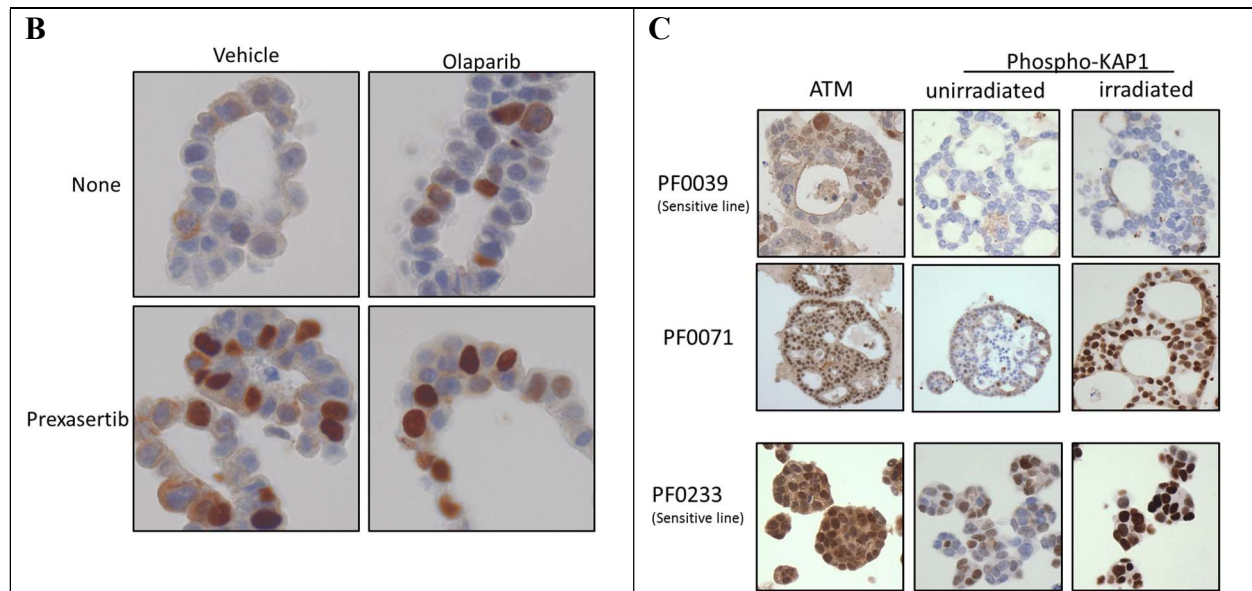 B
Vehicle
Olaparib
None
Prexasertib
C
Phospho-KAP1
ATM
unirradiated
irradiated
PF0039
(Sensitive line)
PF0071
PF0233
(Sensitive line)